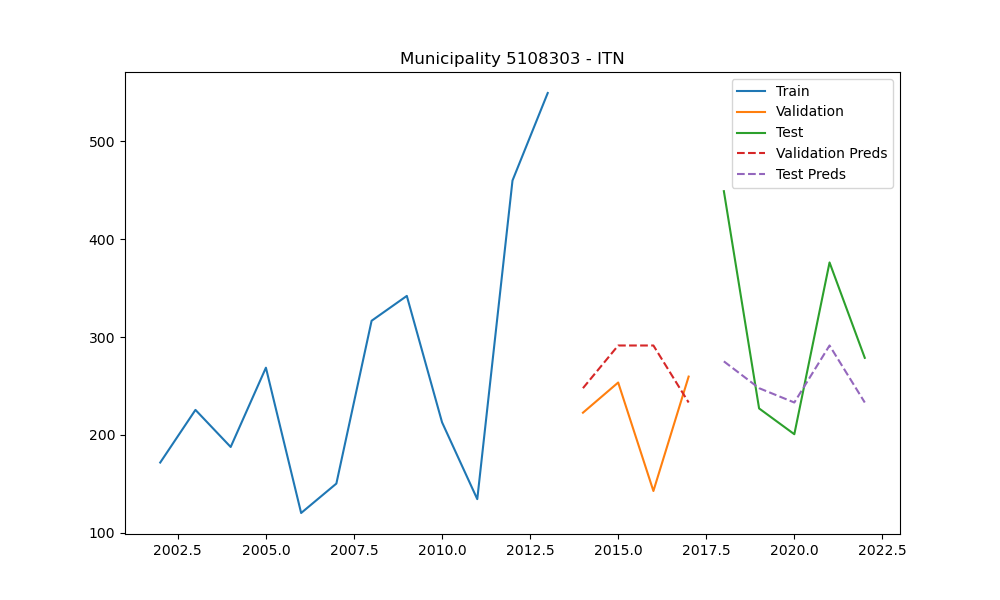 Municipality 5108303 - ITN
Train
Validation
Test
Validation Preds
Test Preds
500
400
300
200
100
2002.5 2005.0 2007.5 2010.0 2012.5 2015.0 2017.5 2020.0 2022.5